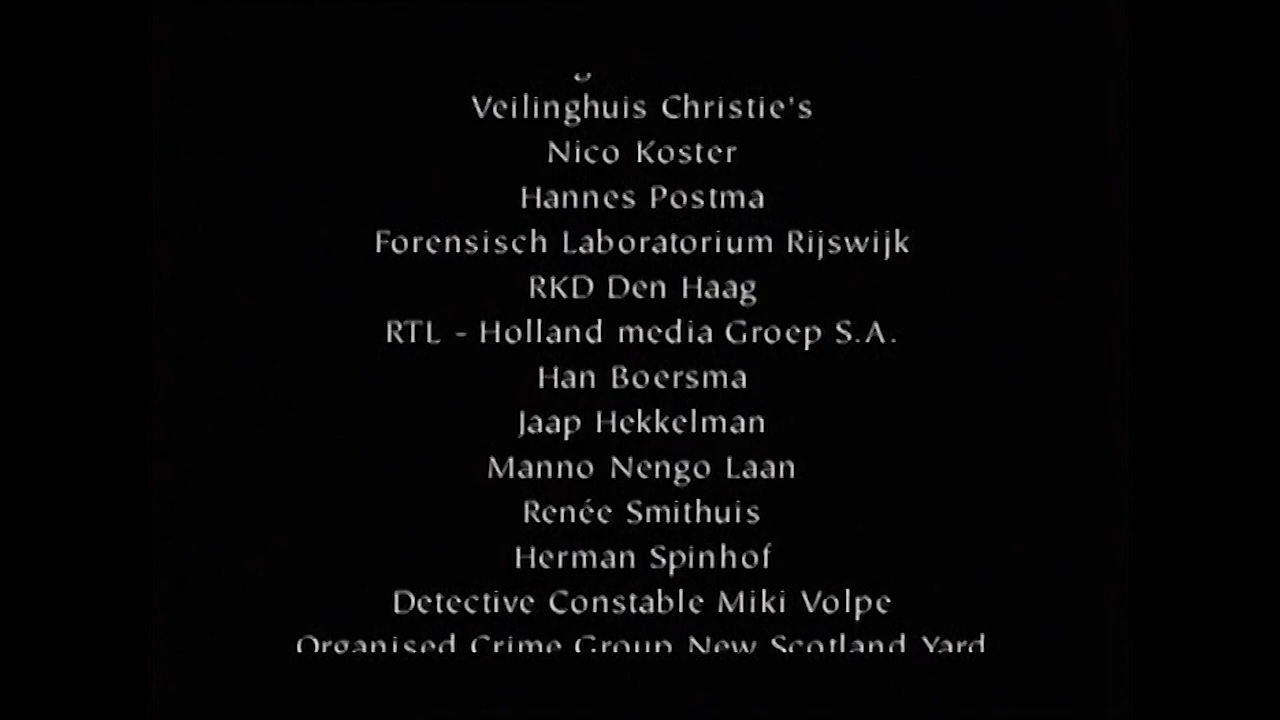 Veilinghuis Christie's
Nico Koster
Hannes Postma
Forensisch Laboratorium Rijswijk
RKD Den Haag
RTL - Holland media Groep S.A.
Han Boersma
Jaap Hekkelman
Manno Nengo Laan
Renée Smithuis
Herman Spinhof
Detective Constable Miki Volpe
Organised Crime Group New Scotland Yard